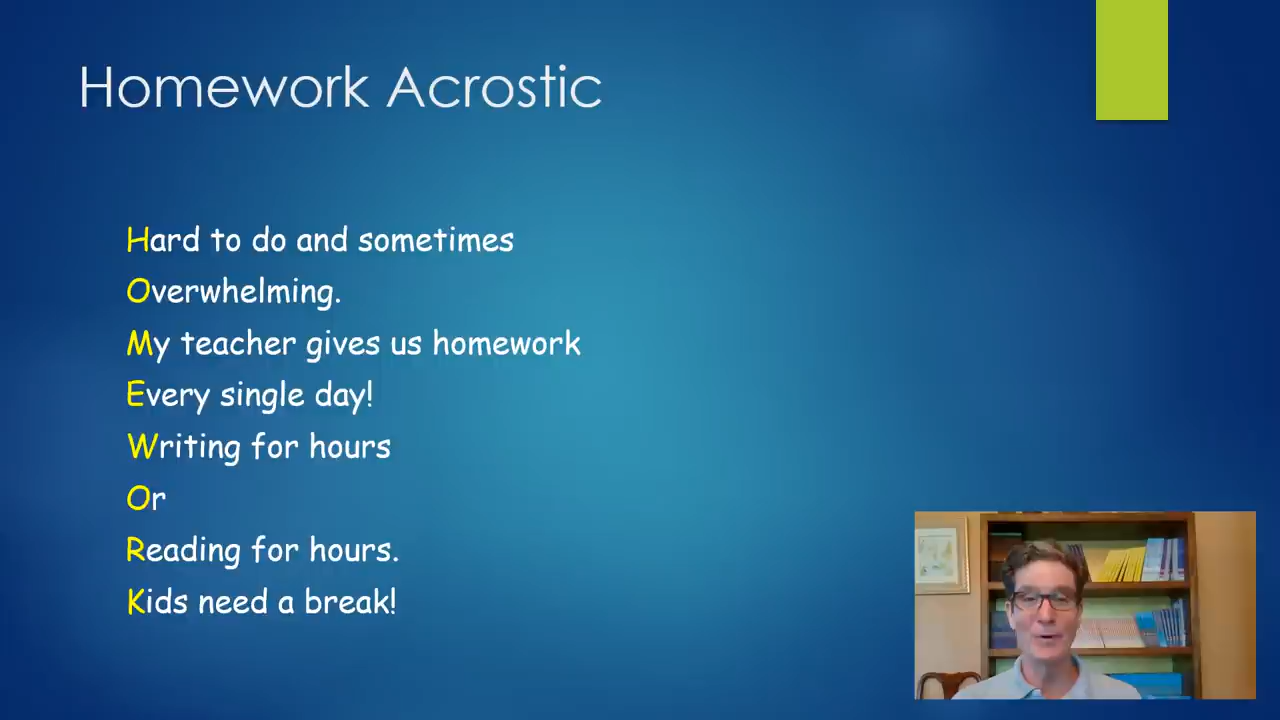 Homework Acrostic
Hard to do and sometimes
Overwhelming.
My teacher gives us homework
Every single day!
Writing for hours
Or
Reading for hours.
Kids need a break!